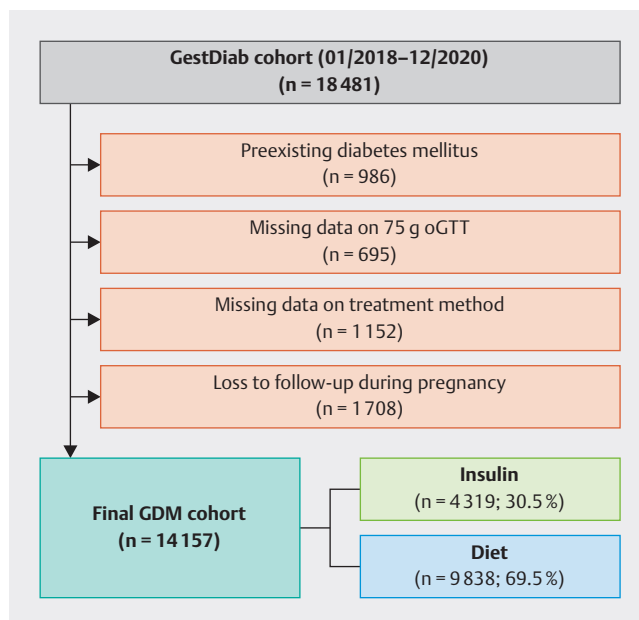 GestDiab cohort (01/2018–12/2020)
(n = 18 481)
Preexisting diabetes mellitus
(n = 986)
Missing data on 75 g oGTT
(n = 695)
Missing data on treatment method
(n = 1 152)
Loss to follow-up during pregnancy
(n = 1 708)
Final GDM cohort
(n = 14 157)
Insulin
(n = 4 319; 30.5 %)
Diet
(n = 9 838; 69.5 %)